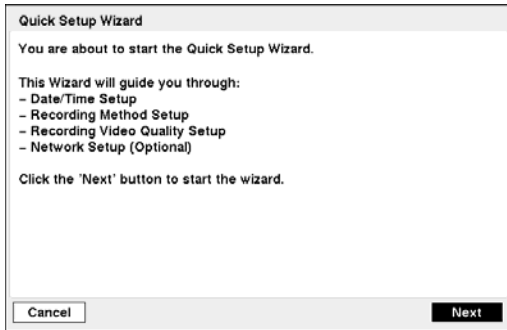 Quick Setup Wizard
You are about to start the Quick Setup Wizard.
This Wizard will guide you through:
– Date/Time Setup
– Recording Method Setup
– Recording Video Quality Setup
– Network Setup (Optional)
Click the 'Next' button to start the wizard.
Cancel
Next